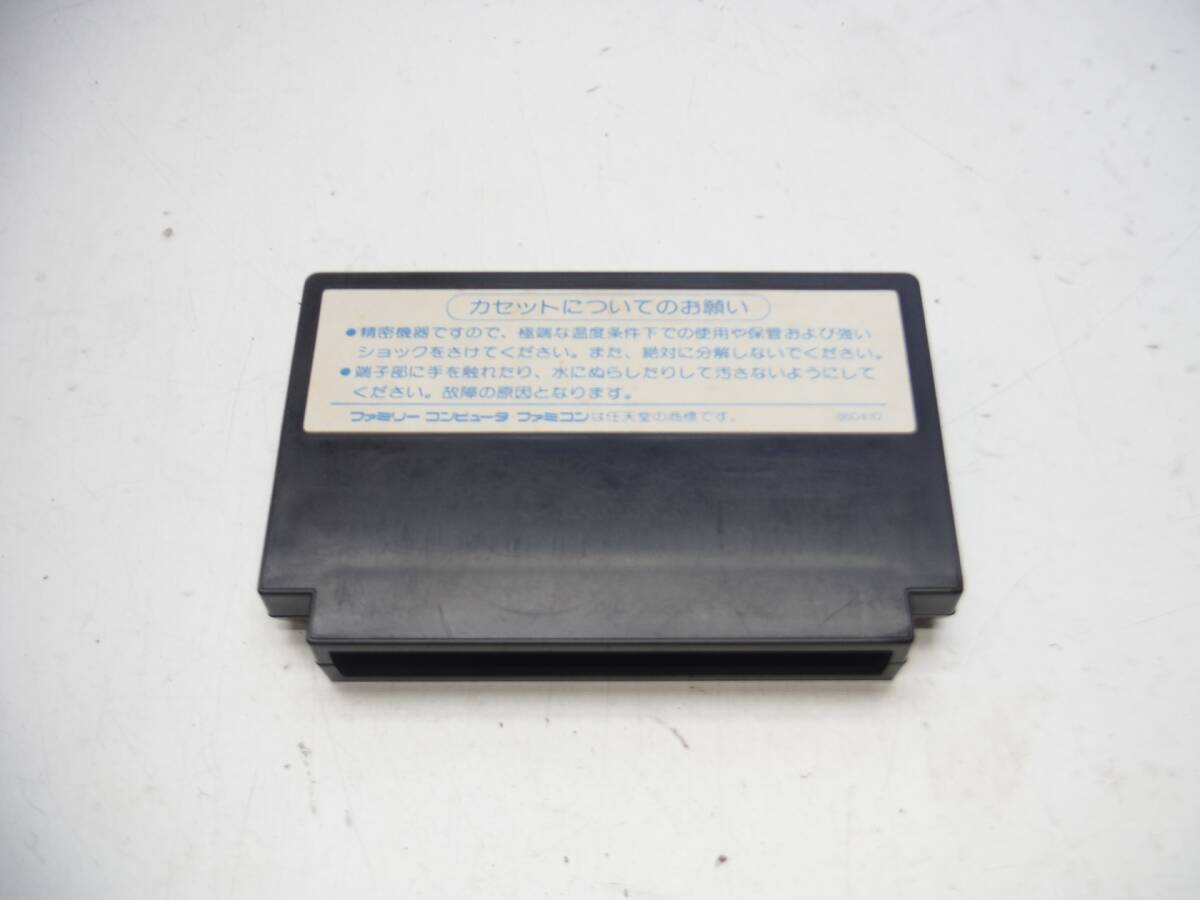 カセットについてのお願い
●精密機器ですので、極端な温度条件下での使用や保管および強い
ショックをさけてください。また、絶対に分解しないでください。
●端子部に手を触れたり、水にぬらしたりして汚さないようにして
ください。故障の原因となります。
ファミリー コンピュータ・ファミコンは任天堂の商標です。